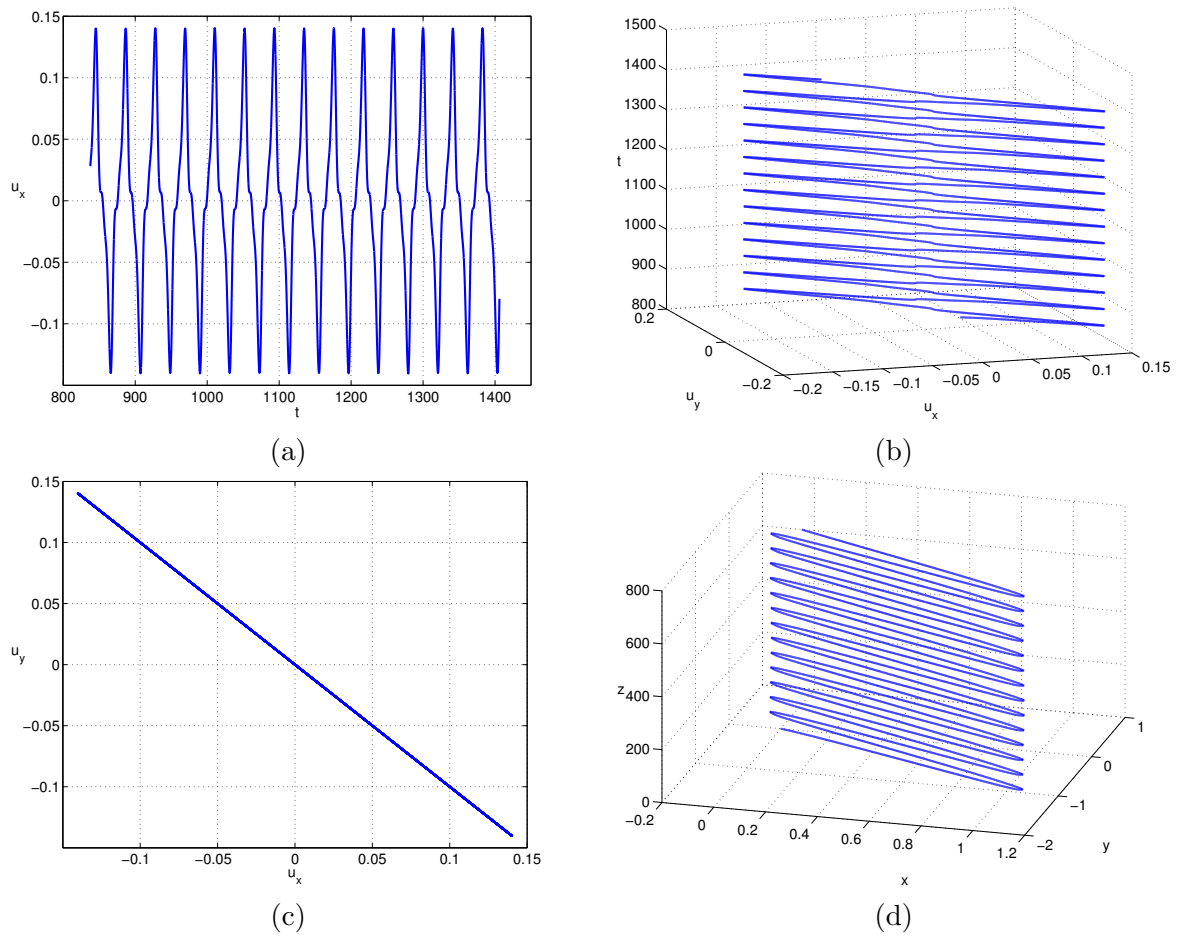 0.15
0.1
0.05
0
−0.05
−0.1
u_x
800 900 1000 1100 1200 1300 1400
t
(a)
1500
1400
1300
1200
1100
1000
900
800
t
0.2
0
−0.2
u_y
−0.2 −0.15 −0.1 −0.05 0 0.05 0.1 0.15
u_x
(b)
0.15
0.1
0.05
0
−0.05
−0.1
u_y
−0.1 −0.05 0 0.05 0.1 0.15
u_x
(c)
800
600
400
200
0
z
−0.2 0 0.2 0.4 0.6 0.8 1 1.2
x
−2
−1
0
1
y
(d)